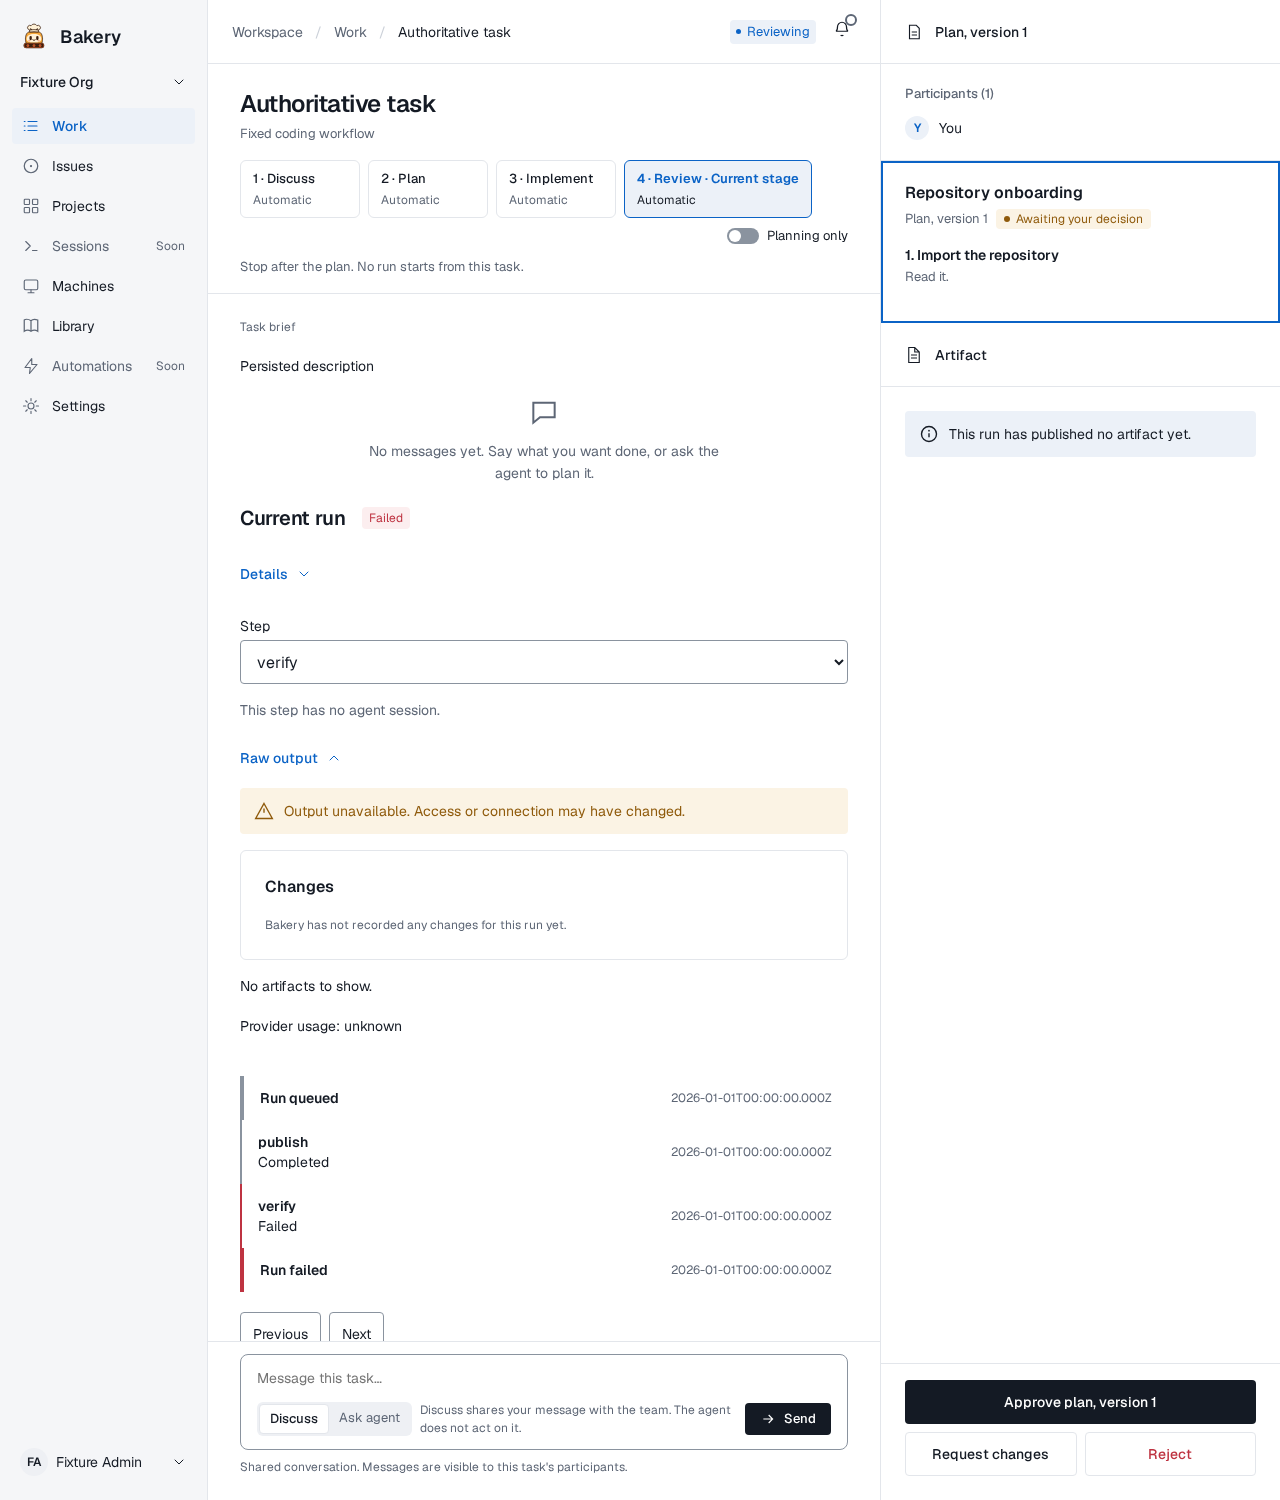 Bakery
Fixture Org
Work
Issues
Projects
Sessions Soon
Machines
Library
Automations Soon
Settings
FA Fixture Admin
Workspace / Work / Authoritative task
Reviewing
Authoritative task
Fixed coding workflow
1 · Discuss
Automatic
2 · Plan
Automatic
3 · Implement
Automatic
4 · Review · Current stage
Automatic
Planning only
Stop after the plan. No run starts from this task.
Task brief
Persisted description
No messages yet. Say what you want done, or ask the
agent to plan it.
Current run Failed
Details
Step
verify
This step has no agent session.
Raw output
Output unavailable. Access or connection may have changed.
Changes
Bakery has not recorded any changes for this run yet.
No artifacts to show.
Provider usage: unknown
Run queued 2026-01-01T00:00:00.000Z
publish
Completed
2026-01-01T00:00:00.000Z
verify
Failed
2026-01-01T00:00:00.000Z
Run failed 2026-01-01T00:00:00.000Z
Previous Next
Message this task...
Discuss Ask agent
Discuss shares your message with the team. The agent
does not act on it.
Send
Shared conversation. Messages are visible to this task's participants.
Plan, version 1
Participants (1)
Y You
Repository onboarding
Plan, version 1 Awaiting your decision
1. Import the repository
Read it.
Artifact
This run has published no artifact yet.
Approve plan, version 1
Request changes Reject